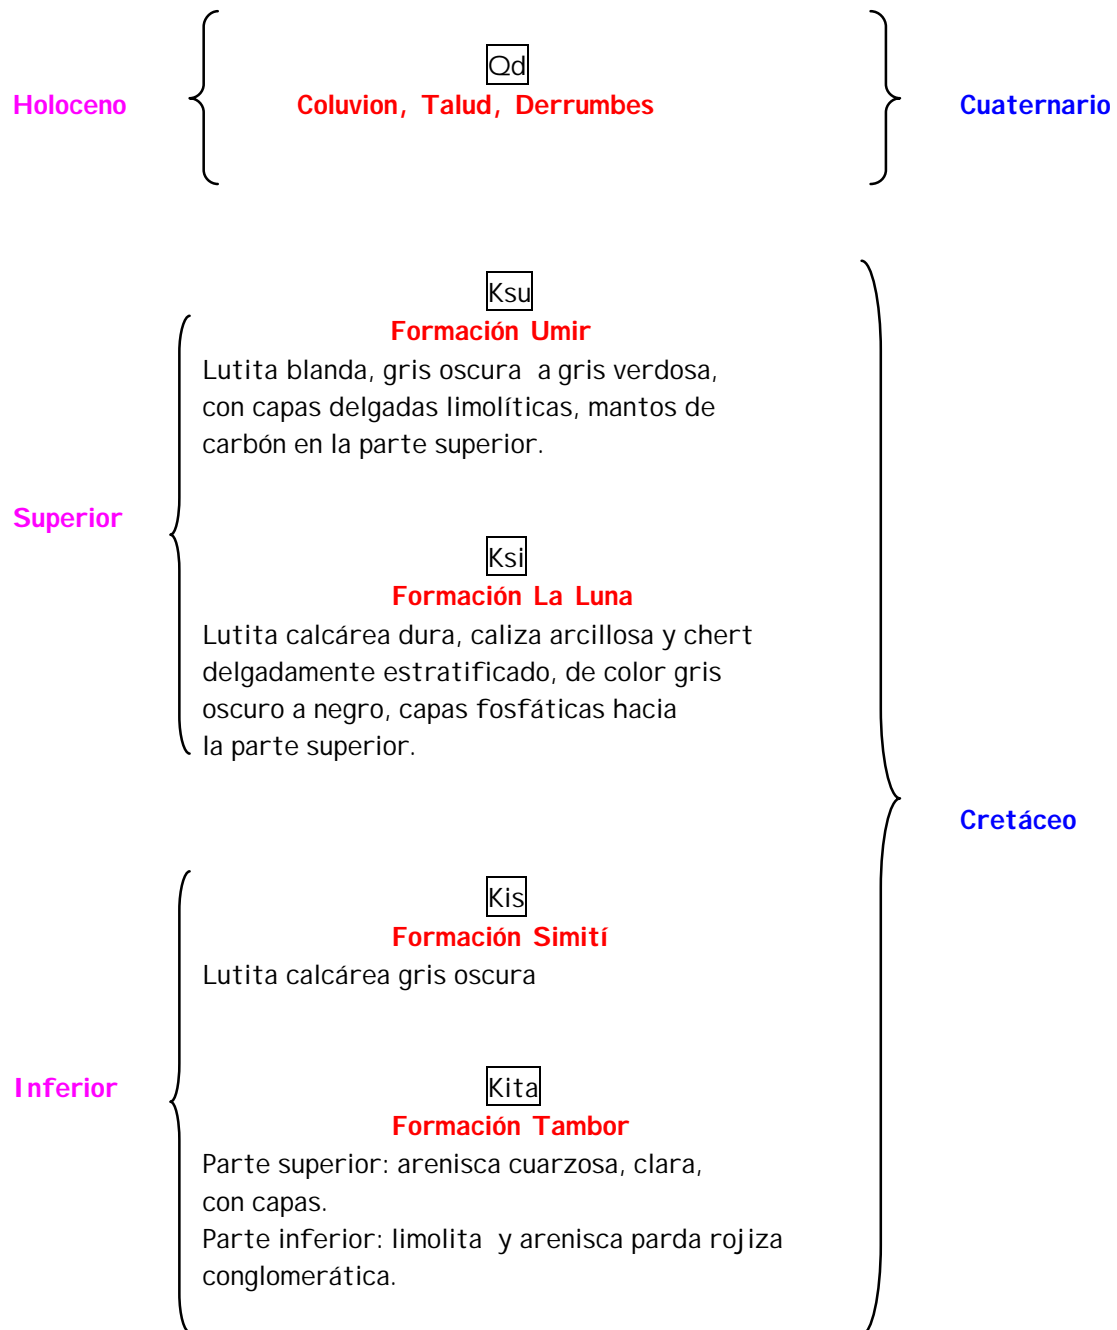 Qd
Holoceno
Coluvion, Talud, Derrumbes
Cuaternario
Ksu
Formación Umir
Lutita blanda, gris oscura a gris verdosa,
con capas delgadas limolíticas, mantos de
carbón en la parte superior.
Superior
Ksi
Formación La Luna
Lutita calcárea dura, caliza arcillosa y chert
delgadamente estratificado, de color gris
oscuro a negro, capas fosfáticas hacia
la parte superior.
Cretáceo
Kis
Formación Simití
Lutita calcárea gris oscura
Inferior
Kita
Formación Tambor
Parte superior: arenisca cuarzosa, clara,
con capas.
Parte inferior: limolita y arenisca parda rojiza
conglomerática.